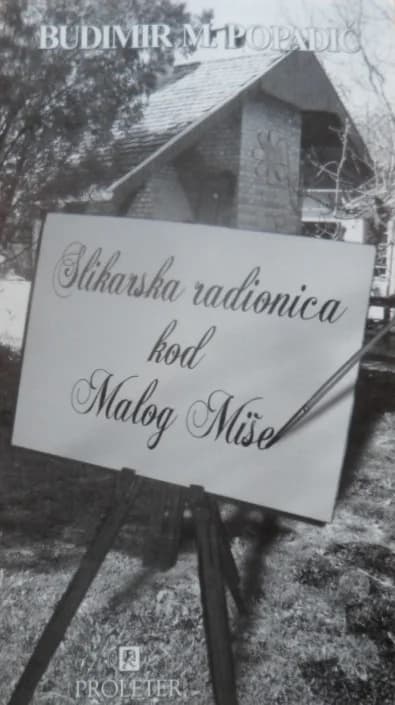 BUDIMIR M. POPADIĆ
Slikarska radionica
kod
Malog Miše
PROLETER